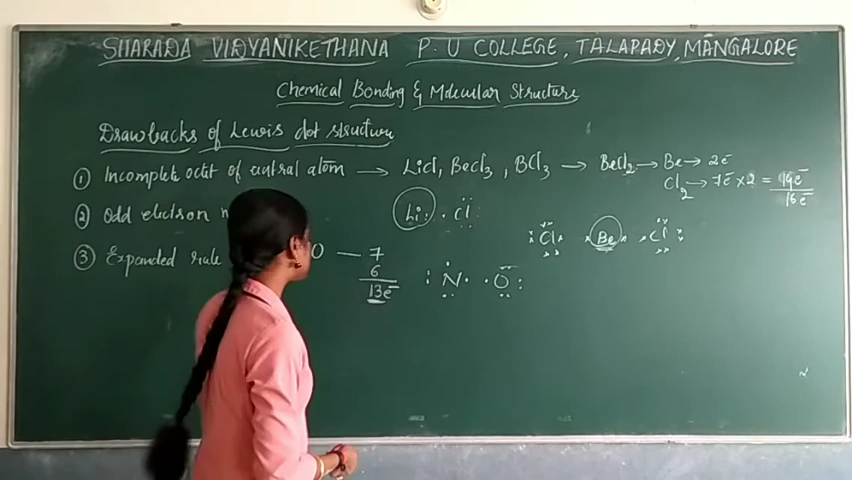 SHARADA VIDYANIKETHANA P.U COLLEGE, TALAPADY, MANGALORE
Chemical Bonding & Molecular Structure
Drawbacks of Lewis dot structure
① Incomplete octet of central atom → LiCl, BeCl3, BCl3 → BeCl2 → Be → 2e⁻
Cl2 → 7e⁻ × 2 = 14e⁻
16e⁻
② Odd electron
Li : · Cl :
Cl Be Cl
③ Expanded rule O — 7
6
13e⁻
N · · O :